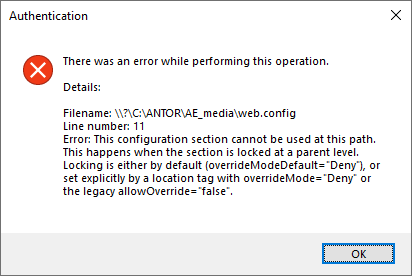 Authentication
There was an error while performing this operation.
Details:
Filename: \\?\C:\ANTOR\AE_media\web.config
Line number: 11
Error: This configuration section cannot be used at this path.
This happens when the section is locked at a parent level.
Locking is either by default (overrideModeDefault="Deny"), or
set explicitly by a location tag with overrideMode="Deny" or
the legacy allowOverride="false".
OK